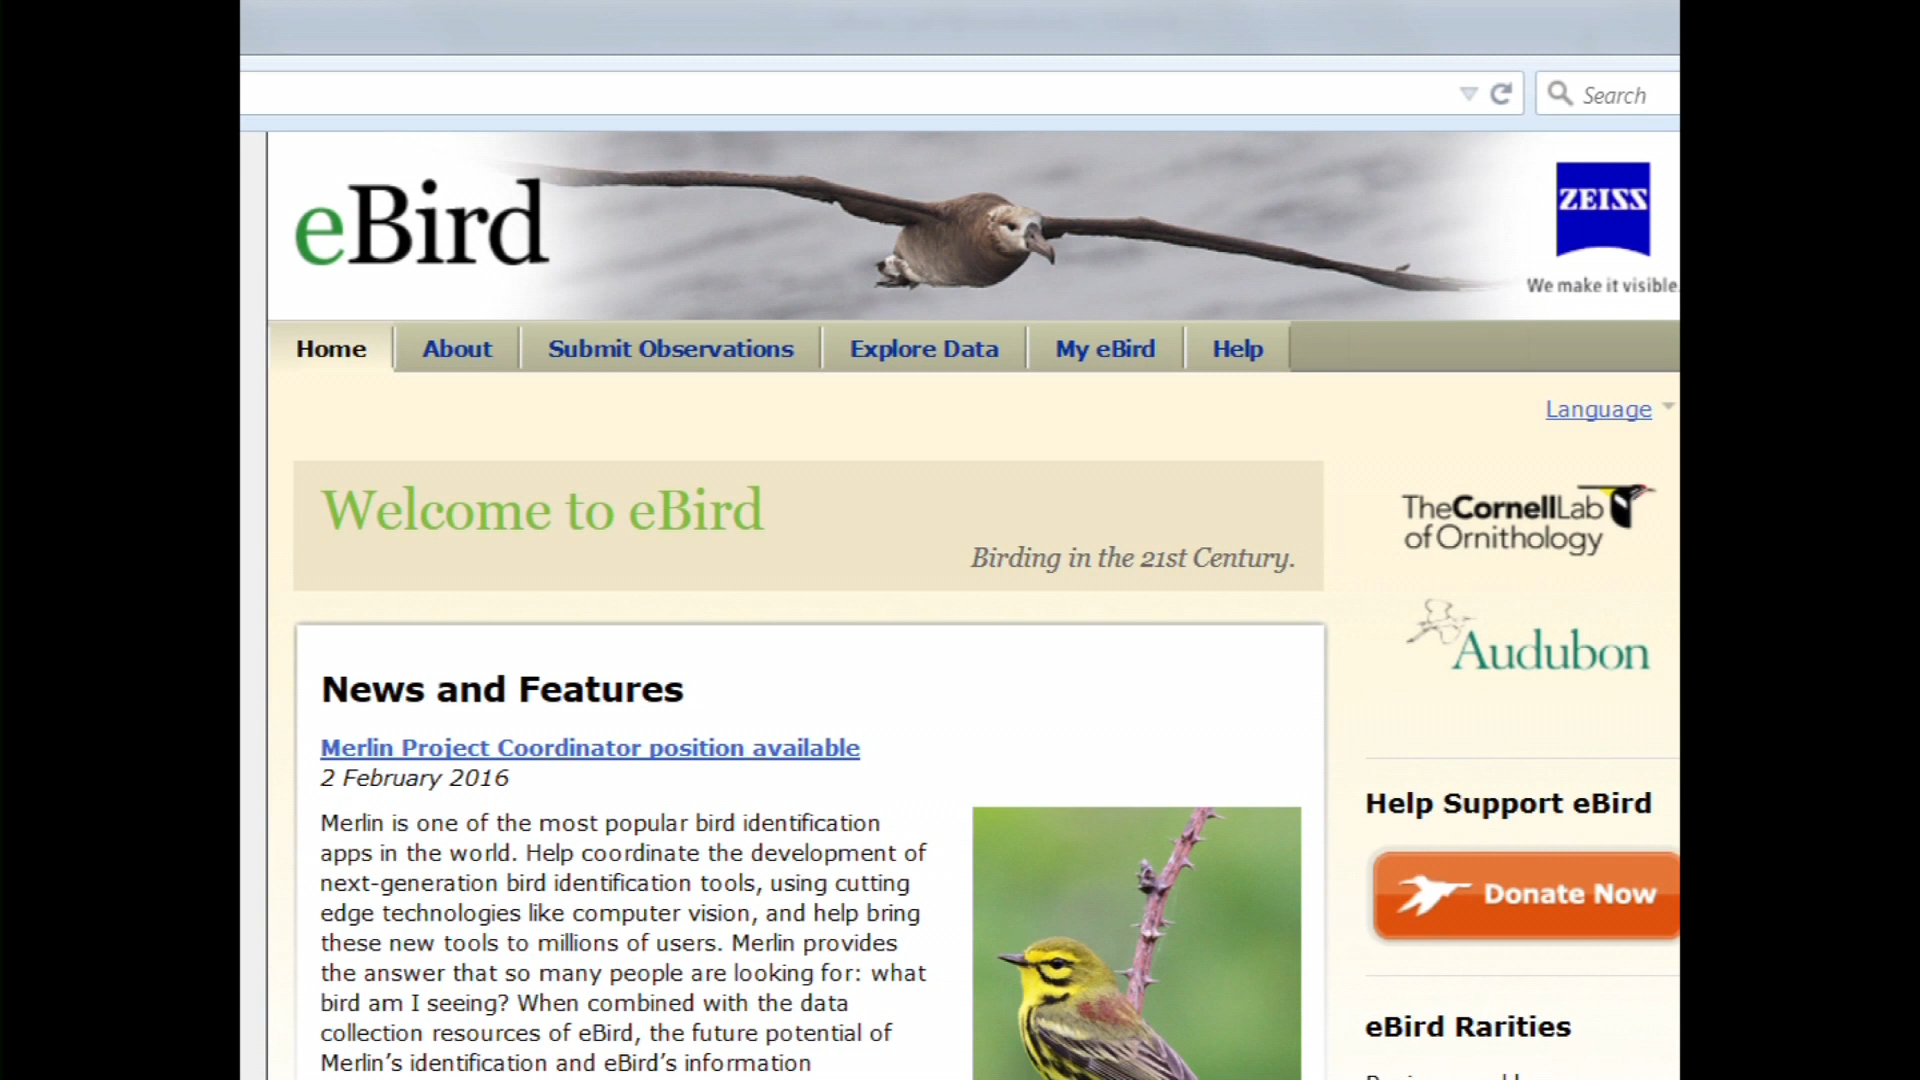 Search
eBird
ZEISS
We make it visible.
Home
About
Submit Observations
Explore Data
My eBird
Help
Language
Welcome to eBird
Birding in the 21st Century.
TheCornellLab
of Ornithology
Audubon
News and Features
Merlin Project Coordinator position available
2 February 2016
Merlin is one of the most popular bird identification
apps in the world. Help coordinate the development of
next-generation bird identification tools, using cutting
edge technologies like computer vision, and help bring
these new tools to millions of users. Merlin provides
the answer that so many people are looking for: what
bird am I seeing? When combined with the data
collection resources of eBird, the future potential of
Merlin’s identification and eBird’s information
Help Support eBird
Donate Now
eBird Rarities